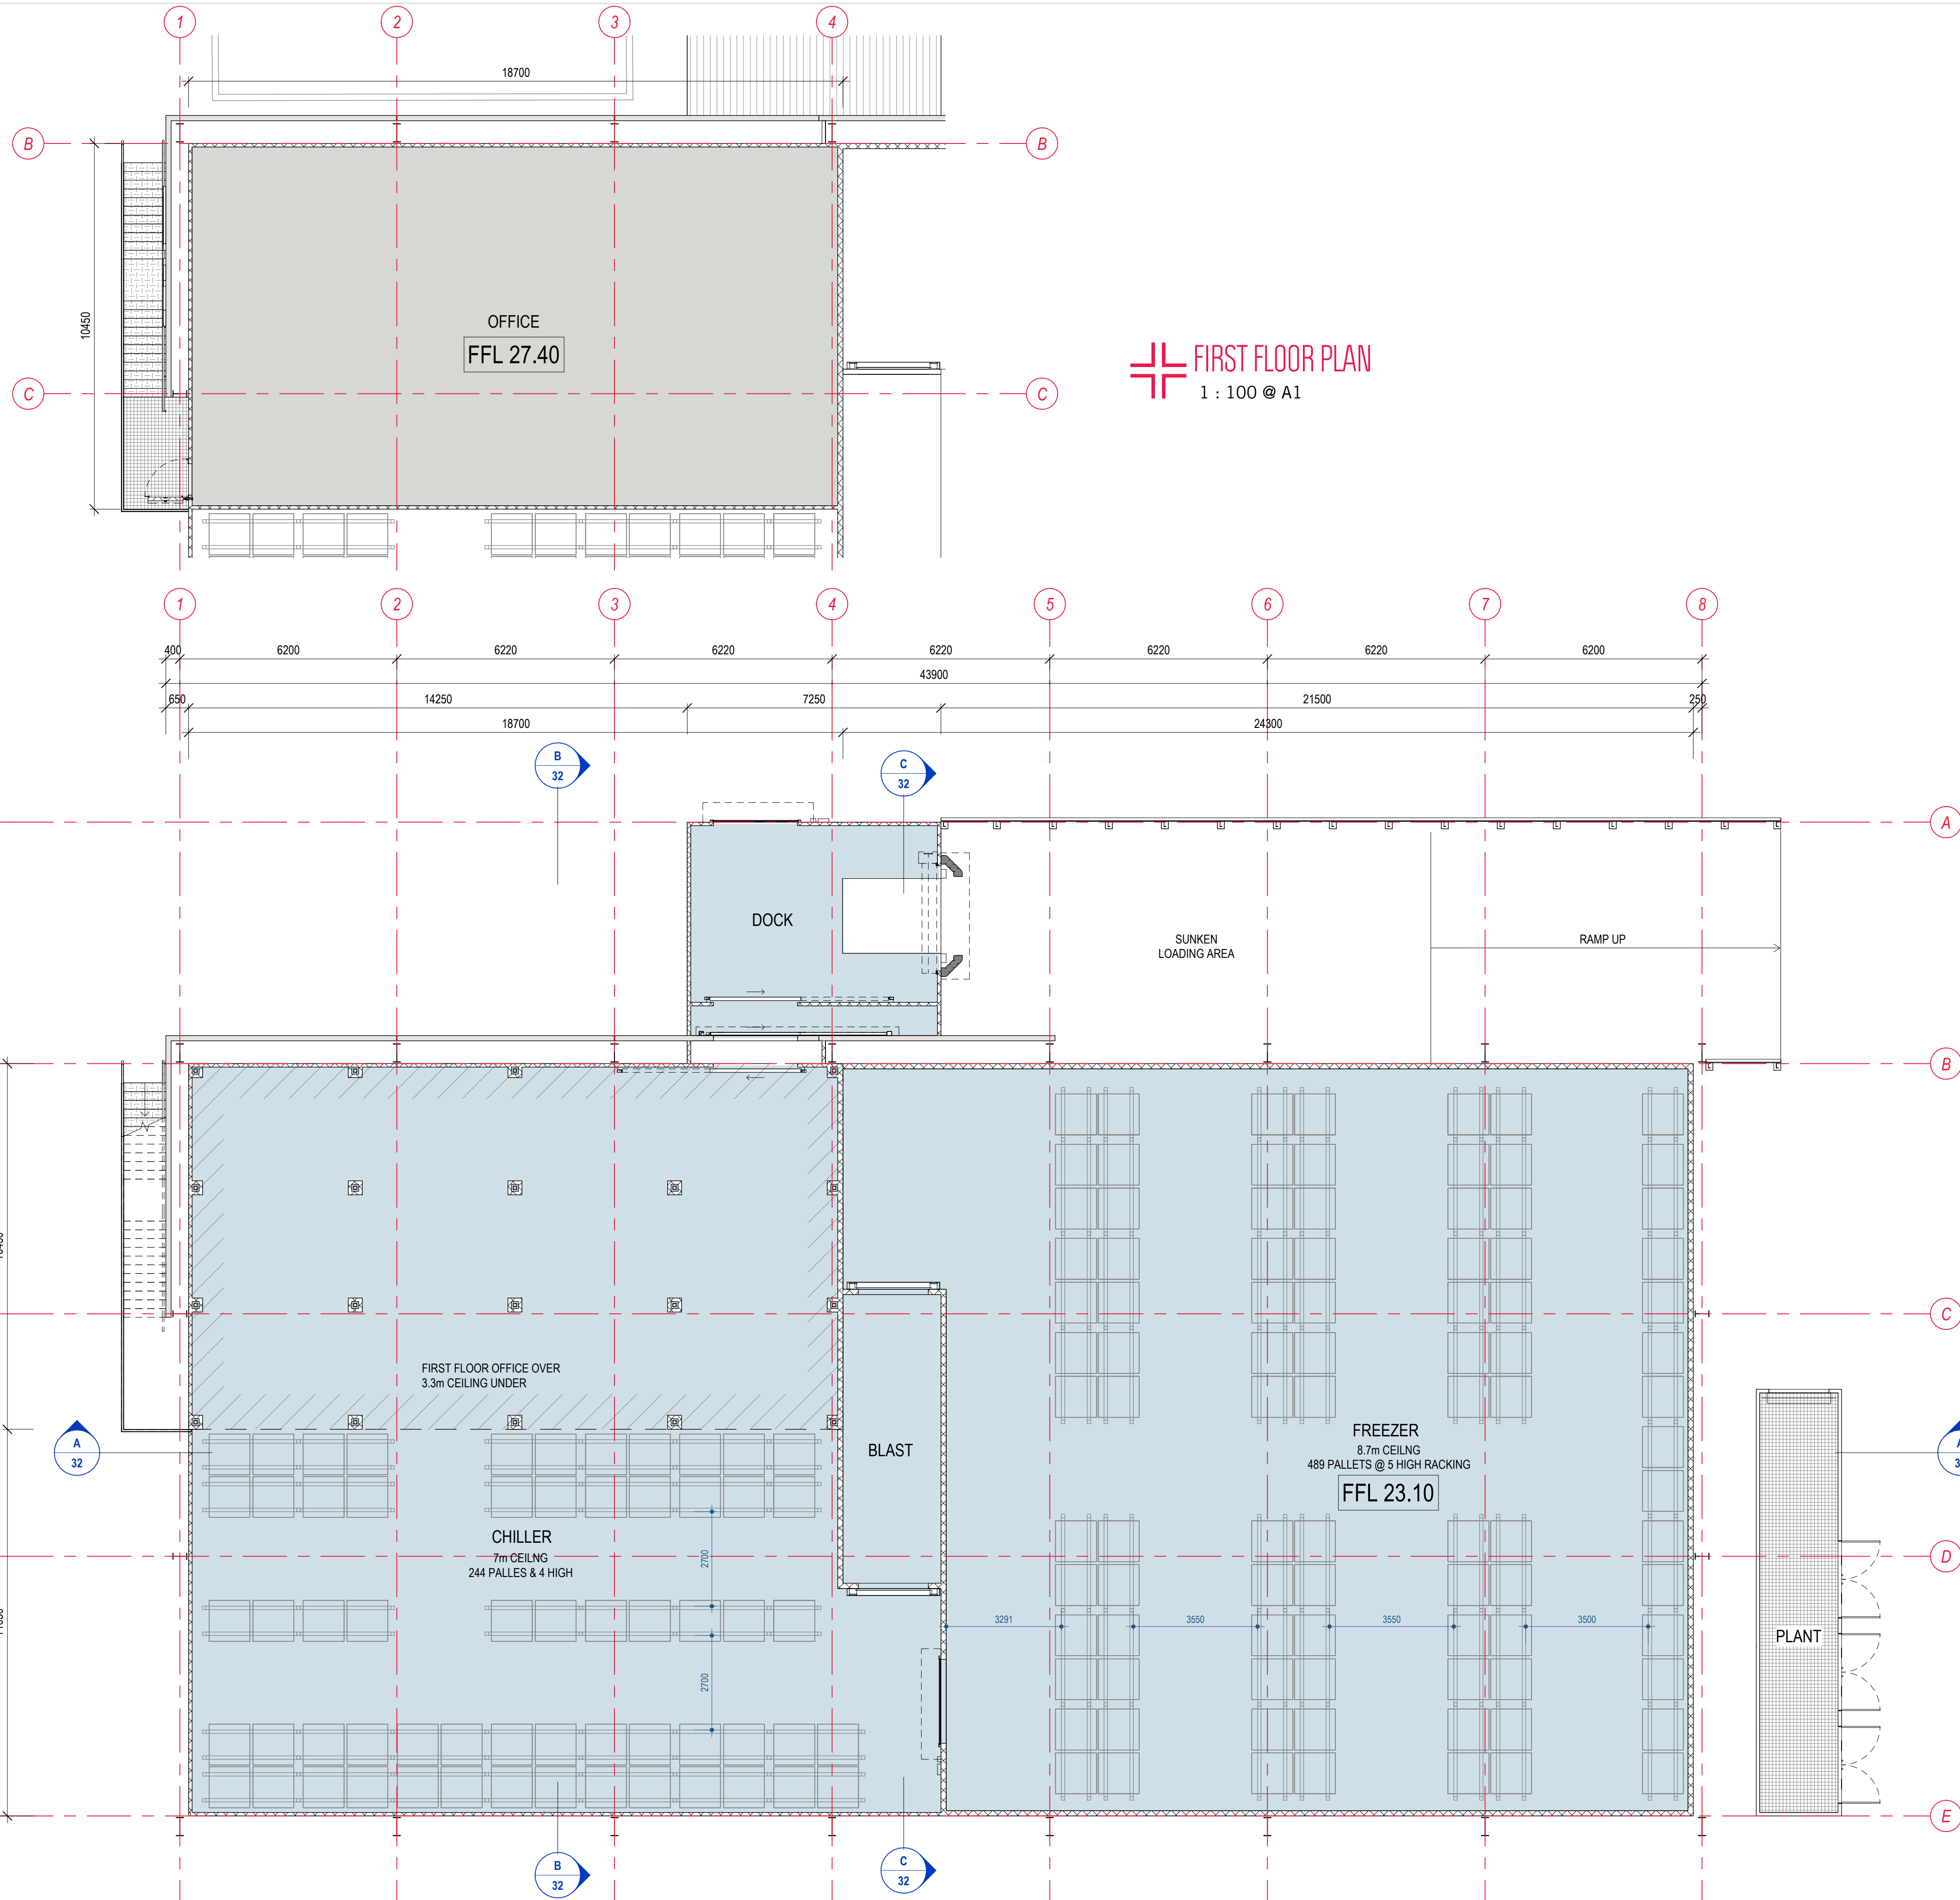 1 2 3 4
18700
B B
10450
OFFICE
FFL 27.40
C C
FIRST FLOOR PLAN
1 : 100 @ A1
1 2 3 4 5 6 7 8
400 6200 6220 6220 6220 6220 6220 6200
43900
650 14250 7250 21500 250
18700 24300
B
32
C
32
A
DOCK
SUNKEN
LOADING AREA
RAMP UP
B
C
FIRST FLOOR OFFICE OVER
3.3m CEILING UNDER
A
32
BLAST
FREEZER
8.7m CEILNG
489 PALLETS @ 5 HIGH RACKING
FFL 23.10
CHILLER
7m CEILNG
244 PALLES & 4 HIGH
2700
D
3291 3550 3550 3500
PLANT
2700
E
B
32
C
32